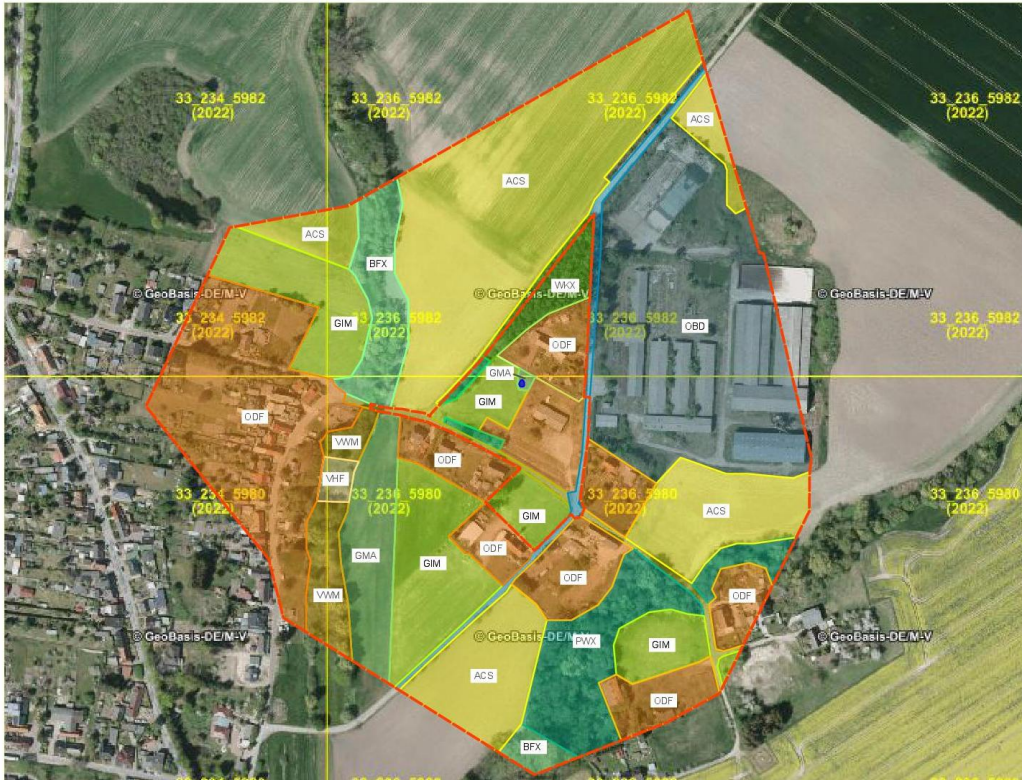 33_234_5982
(2022)
33_236_5982
(2022)
33_236_5982
(2022)
33_236_5982
(2022)
ACS
ACS
ACS
BFX
WKX
© GeoBasis-DE/M-V
© GeoBasis-DE/M-V
© GeoBasis-DE/M-V
33_234_5982
(2022)
GIM
33_236_5982
(2022)
33_236_5982
(2022)
OBD
33_236_5982
(2022)
ODF
GMA
GIM
ODF
VWM
ODF
VHF
33_234_5980
(2022)
33_236_5980
(2022)
33_236_5980
(2022)
33_236_5980
(2022)
GIM
ACS
GMA
GIM
ODF
ODF
VWM
ODF
© GeoBasis-DE/M-V
© GeoBasis-DE/M-V
© GeoBasis-DE/M-V
PWX
GIM
ACS
ODF
BFX